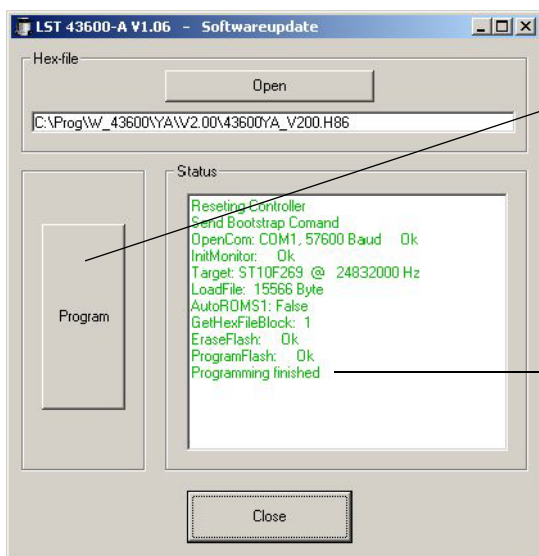 LST 43600-A V1.06 - Softwareupdate
Hex-file
Open
C:\Prog\W_43600\YA\V2.00\43600YA_V200.H86
Program
Status
Reseting Controller
Send Bootstrap Comand
OpenCom: COM1, 57600 Baud Ok
InitMonitor: Ok
Target: ST10F269 @ 24832000 Hz
LoadFile: 15566 Byte
AutoROMS1: False
GetHexFileBlock: 1
EraseFlash: Ok
ProgramFlash: Ok
Programming finished
Close